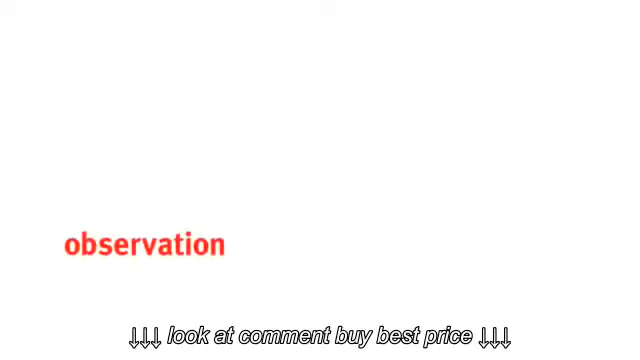 observation
↓↓↓ look at comment buy best price ↓↓↓